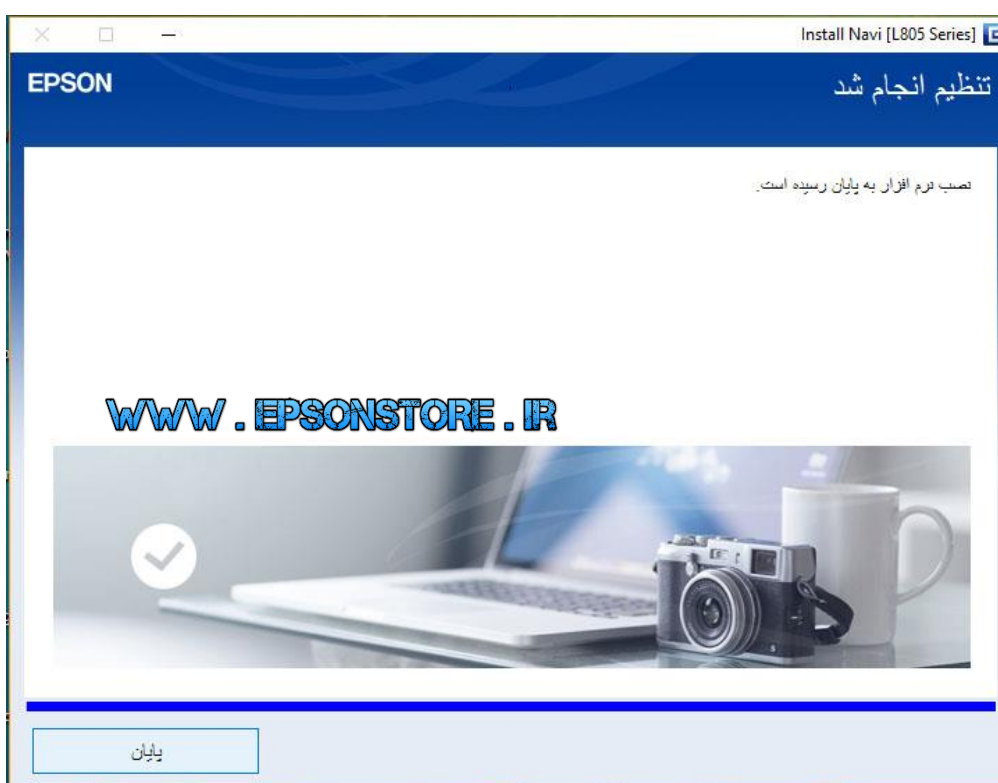 Install Navi [L805 Series]
EPSON
تنظیم انجام شد
نصب نرم افزار به پایان رسیده است.
WWW . EPSONSTORE . IR
پایان